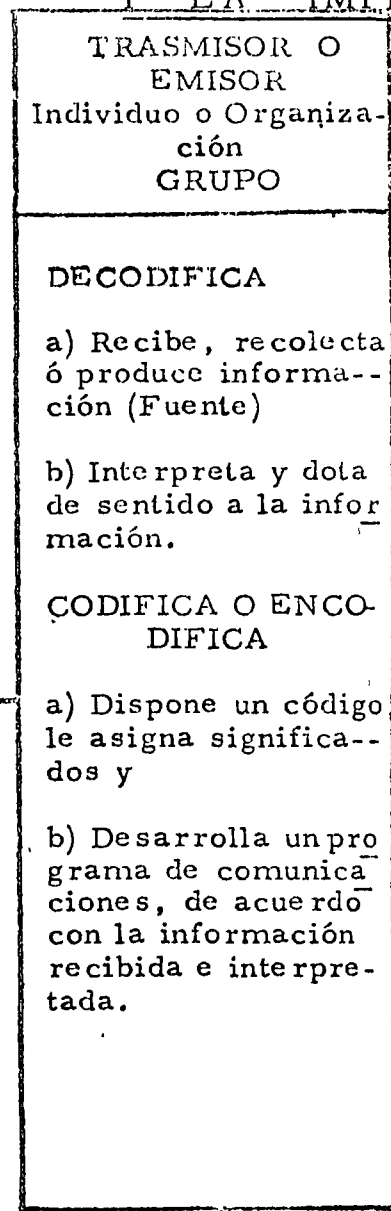 TRASMISOR O
EMISOR
Individuo o Organiza-
ción
GRUPO
DECODIFICA
a) Recibe, recolecta
ó produce informa--
ción (Fuente)
b) Interpreta y dota
de sentido a la infor
mación.
CODIFICA O ENCO-
DIFICA
a) Dispone un código
le asigna significa--
dos y
b) Desarrolla un pro
grama de comunica
ciones, de acuerdo
con la información
recibida e interpre-
tada.